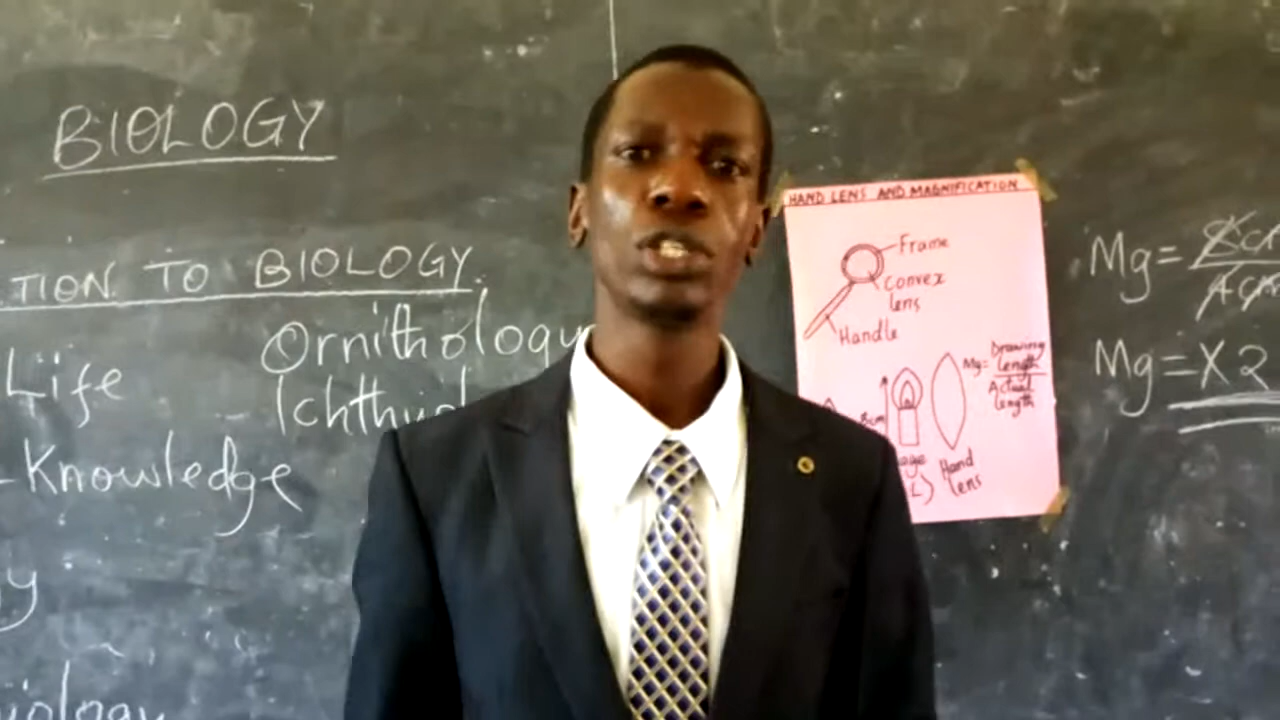 BIOLOGY
TION TO BIOLOGY.
Life
Ornithology
-Knowledge
HAND LENS AND MAGNIFICATION
Frame
convex
lens
Handle
Mg= Drawing
length
Actual
length
8cm
Hand
lens
Mg=
Mg=X2